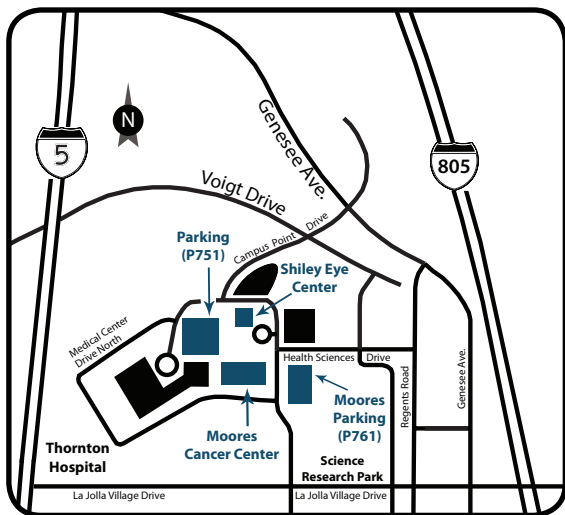 N
5
805
Genesee Ave.
Voigt Drive
Campus Point Drive
Parking
(P751)
Shiley Eye
Center
Medical Center
Drive North
Health Sciences Drive
Regents Road
Genesee Ave.
Moores
Parking
(P761)
Moores
Cancer Center
Thornton
Hospital
Science
Research Park
La Jolla Village Drive
La Jolla Village Drive